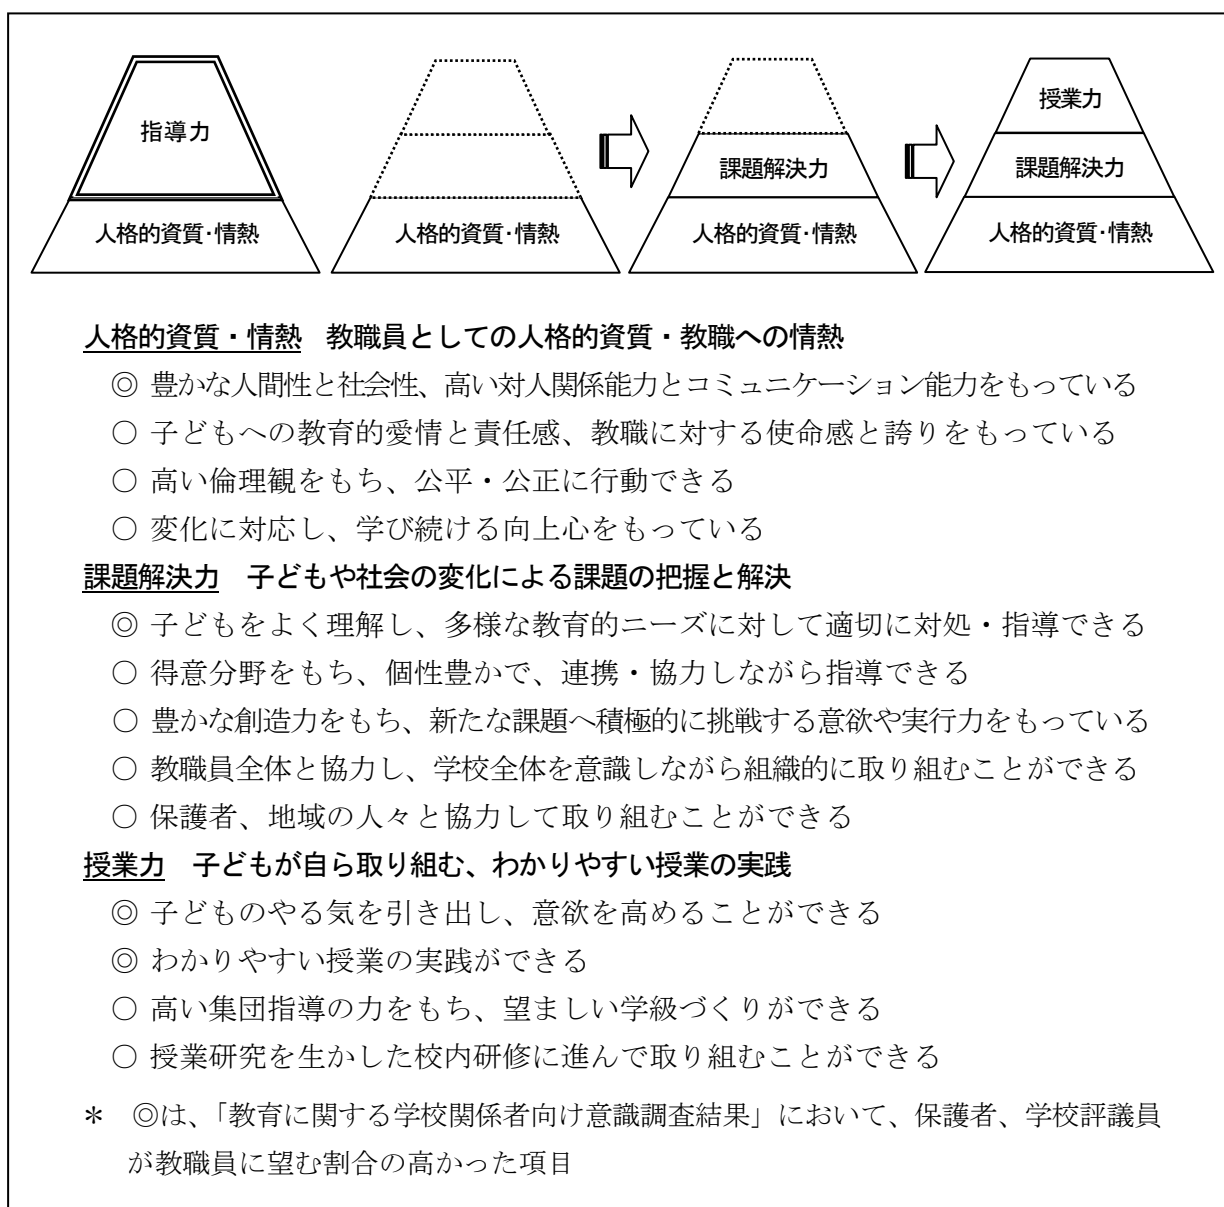 指導力
人格的資質・情熱
人格的資質・情熱
課題解決力
人格的資質・情熱
授業力
課題解決力
人格的資質・情熱
人格的資質・情熱　教職員としての人格的資質・教職への情熱
◎ 豊かな人間性と社会性、高い対人関係能力とコミュニケーション能力をもっている
○ 子どもへの教育的愛情と責任感、教職に対する使命感と誇りをもっている
○ 高い倫理観をもち、公平・公正に行動できる
○ 変化に対応し、学び続ける向上心をもっている
課題解決力　子どもや社会の変化による課題の把握と解決
◎ 子どもをよく理解し、多様な教育的ニーズに対して適切に対処・指導できる
○ 得意分野をもち、個性豊かで、連携・協力しながら指導できる
○ 豊かな創造力をもち、新たな課題へ積極的に挑戦する意欲や実行力をもっている
○ 教職員全体と協力し、学校全体を意識しながら組織的に取り組むことができる
○ 保護者、地域の人々と協力して取り組むことができる
授業力　子どもが自ら取り組む、わかりやすい授業の実践
◎ 子どものやる気を引き出し、意欲を高めることができる
◎ わかりやすい授業の実践ができる
○ 高い集団指導の力をもち、望ましい学級づくりができる
○ 授業研究を生かした校内研修に進んで取り組むことができる
＊　◎は、「教育に関する学校関係者向け意識調査結果」において、保護者、学校評議員
が教職員に望む割合の高かった項目